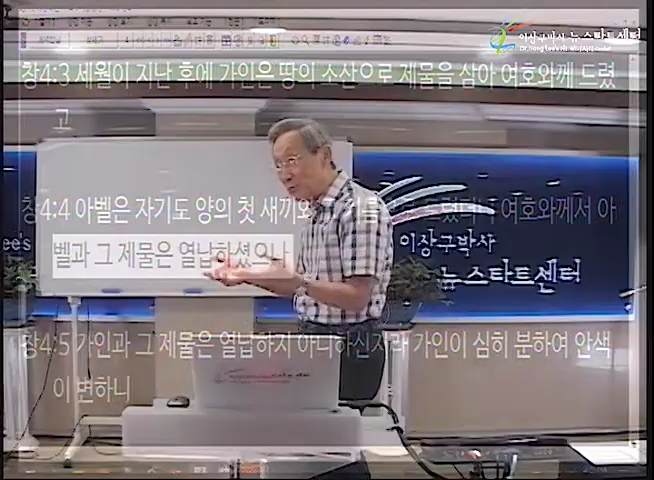 이상구박사 뉴스타트센터
창4:3 세월이 지난 후에 가인은 땅의 소산으로 제물을 삼아 여호와께 드렸
고
창4:4 아벨은 자기도 양의 첫 새끼와 여호와께서 아
벨과 그 제물은 열납하셨으나
이상구박사
뉴스타트센터
창4:5 가인과 그 제물은 열납하지 아니하신지라 가인이 심히 분하여 안색
이 변하니